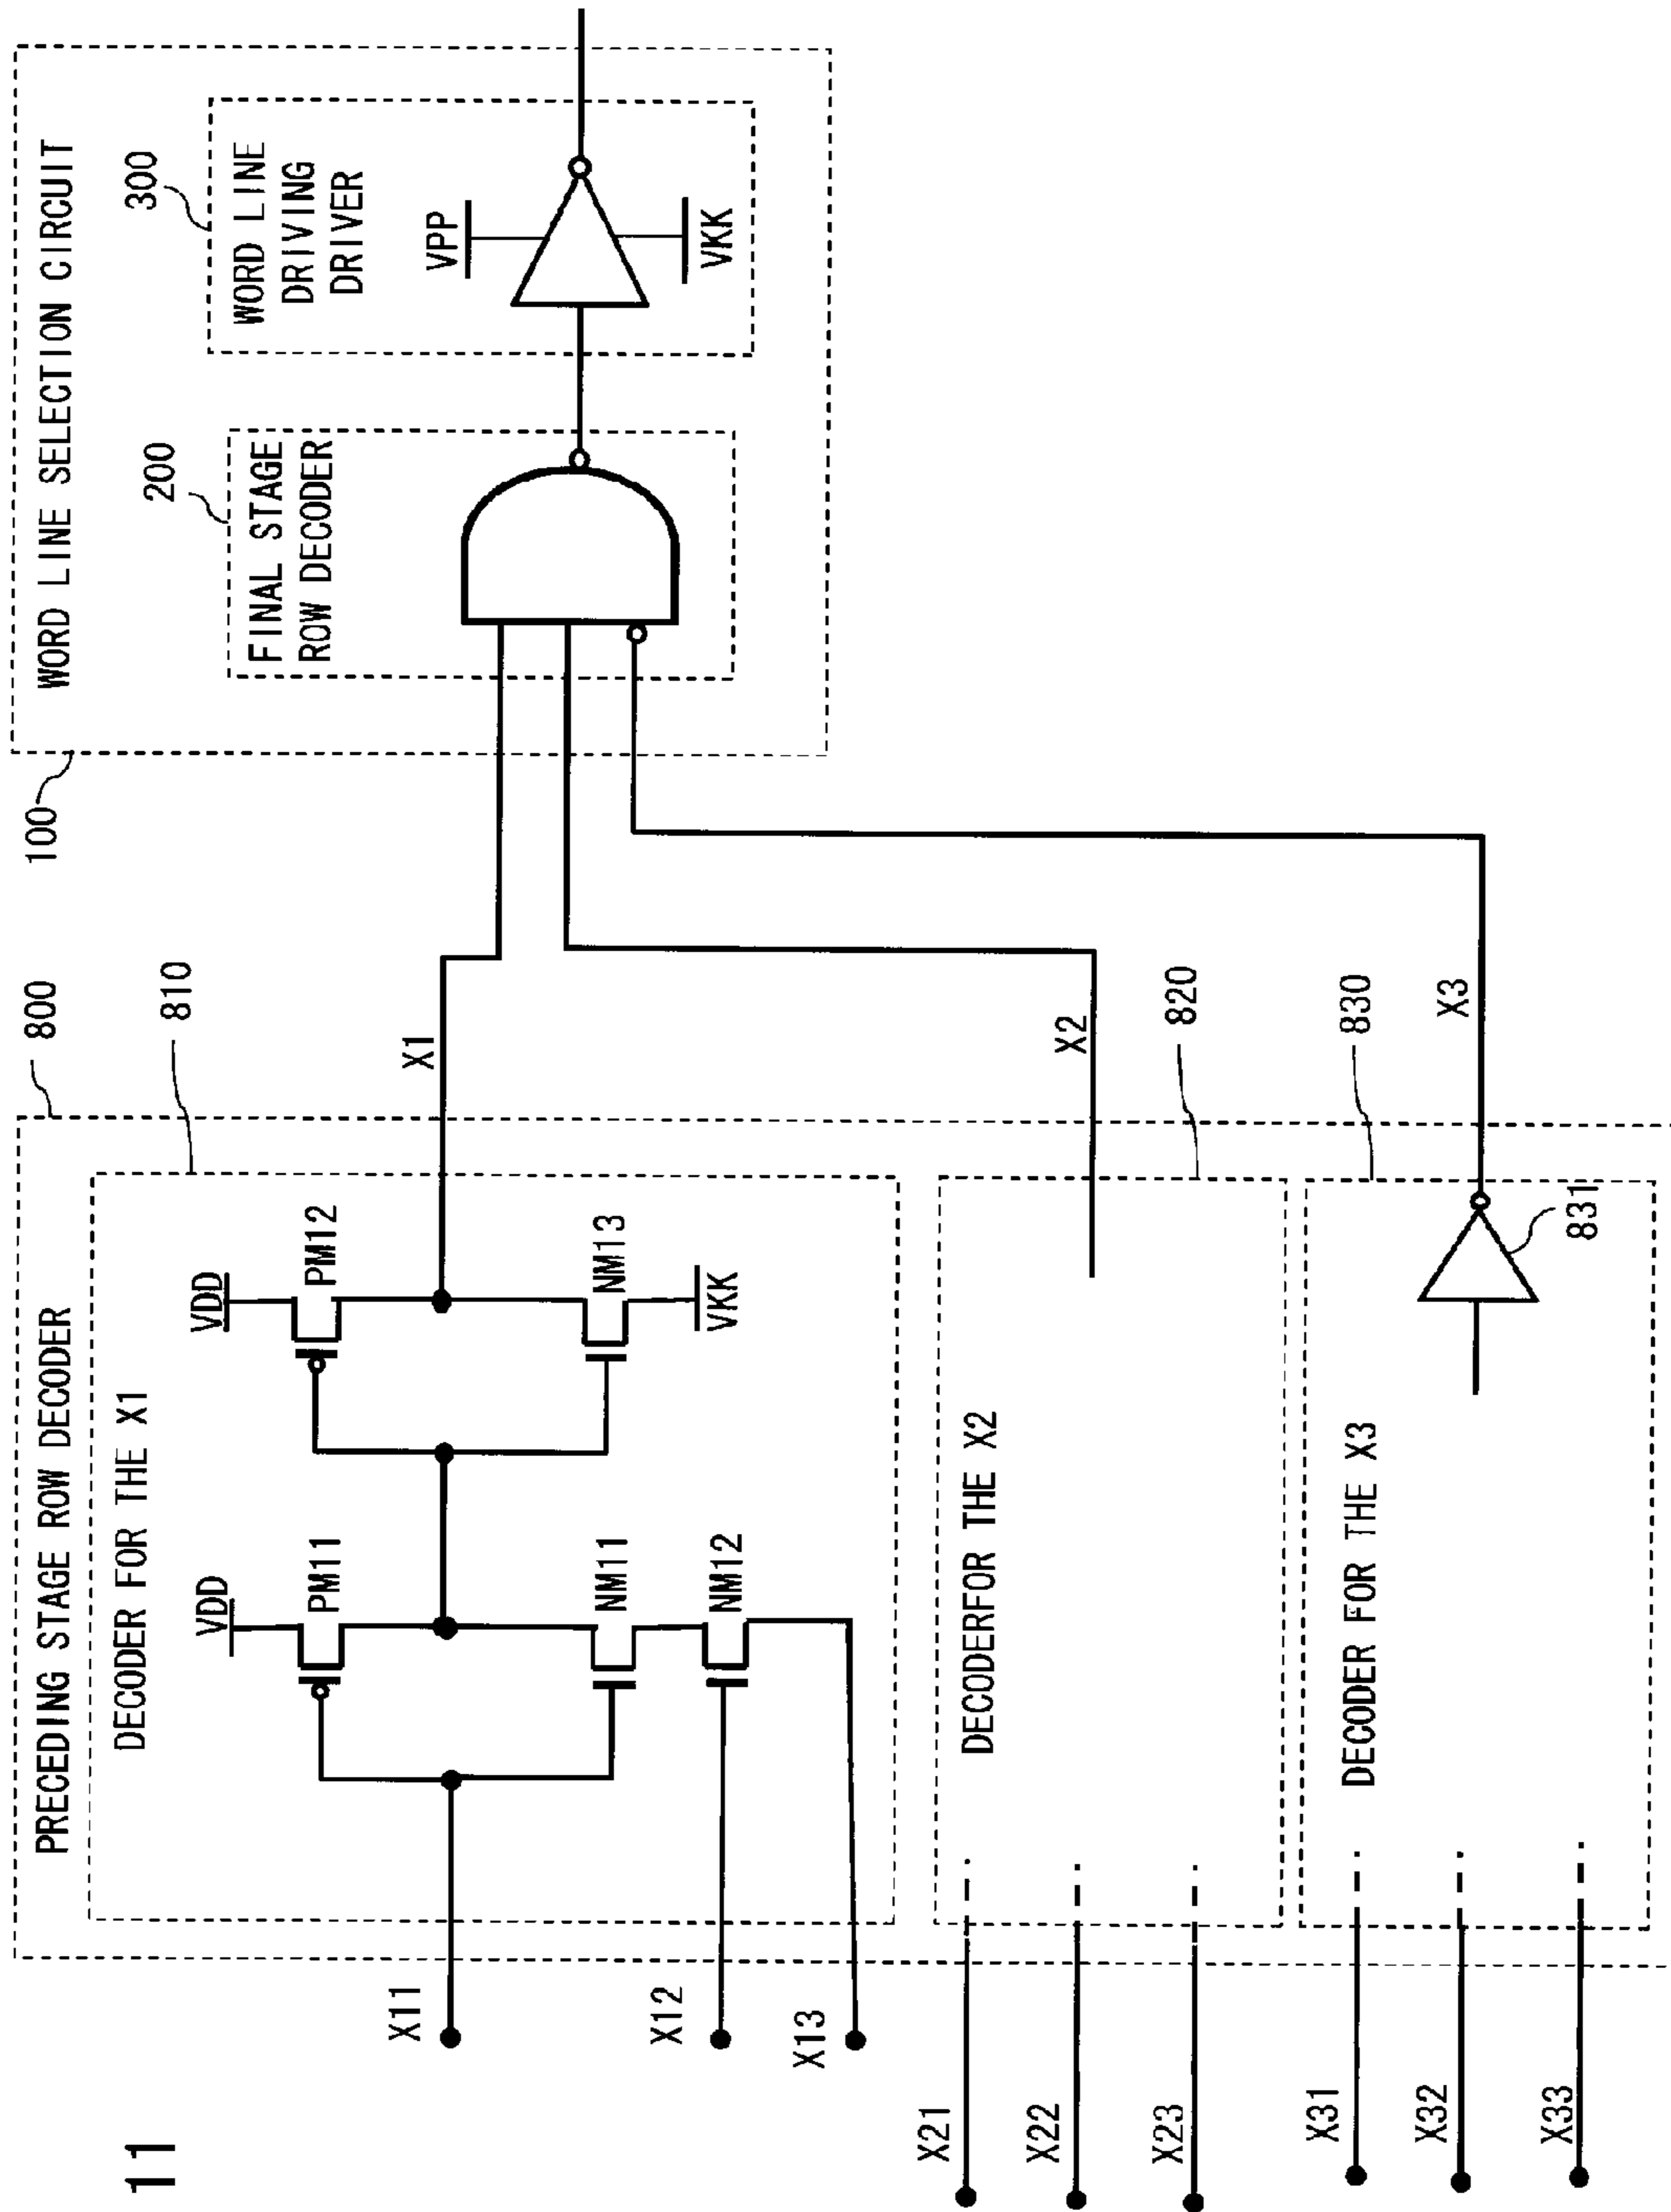 11
PRECEDING STAGE ROW DECODER
800
DECODER FOR THE X1
810
VDD
PM11
NM11
NM12
VDD
PM12
NM13
VKK
X11
X12
X13
X1
DECODERFOR THE X2
820
X21
X22
X23
X2
DECODER FOR THE X3
830
831
X31
X32
X33
X3
100
WORD LINE SELECTION CIRCUIT
200
FINAL STAGE
ROW DECODER
300
WORD LINE
DRIVING
DRIVER
VPP
VKK